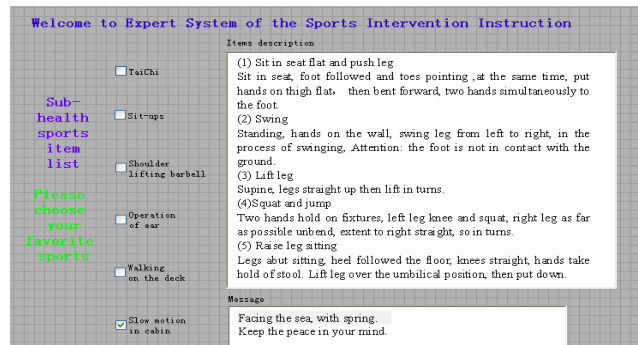 Welcome to Expert System of the Sports Intervention Instruction
Items description
Sub-
health
sports
item
list
Please
choose
your
favorite
sports
TaiChi
Sit-ups
Shoulder
lifting barbell
Operation
of ear
Walking
on the deck
Slow motion
in cabin
(1) Sit in seat flat and push leg
Sit in seat, foot followed and toes pointing ,at the same time, put
hands on thigh flat, then bent forward, two hands simultaneously to
the foot.
(2) Swing
Standing, hands on the wall, swing leg from left to right, in the
process of swinging, Attention: the foot is not in contact with the
ground.
(3) Lift leg
Supine, legs straight up then lift in turns.
(4)Squat and jump
Two hands hold on fixtures, left leg knee and squat, right leg as far
as possible unbend, extent to right straight, so in turns.
(5) Raise leg sitting
Legs abut sitting, heel followed the floor, knees straight, hands take
hold of stool. Lift leg over the umbilical position, then put down.
Message
Facing the sea, with spring.
Keep the peace in your mind.